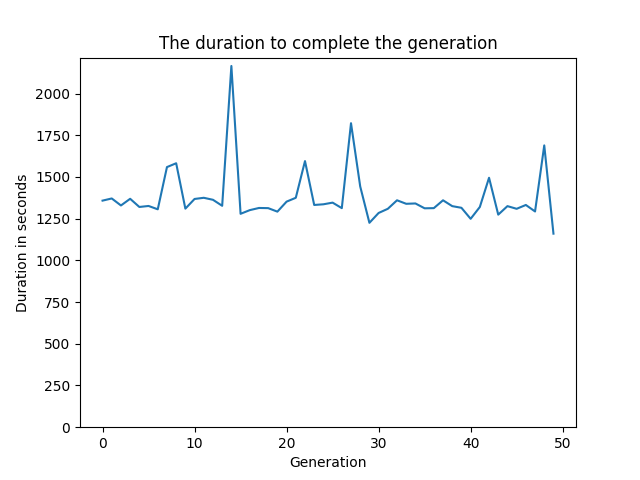 The duration to complete the generation
Duration in seconds
2000
1750
1500
1250
1000
750
500
250
0
0 10 20 30 40 50
Generation